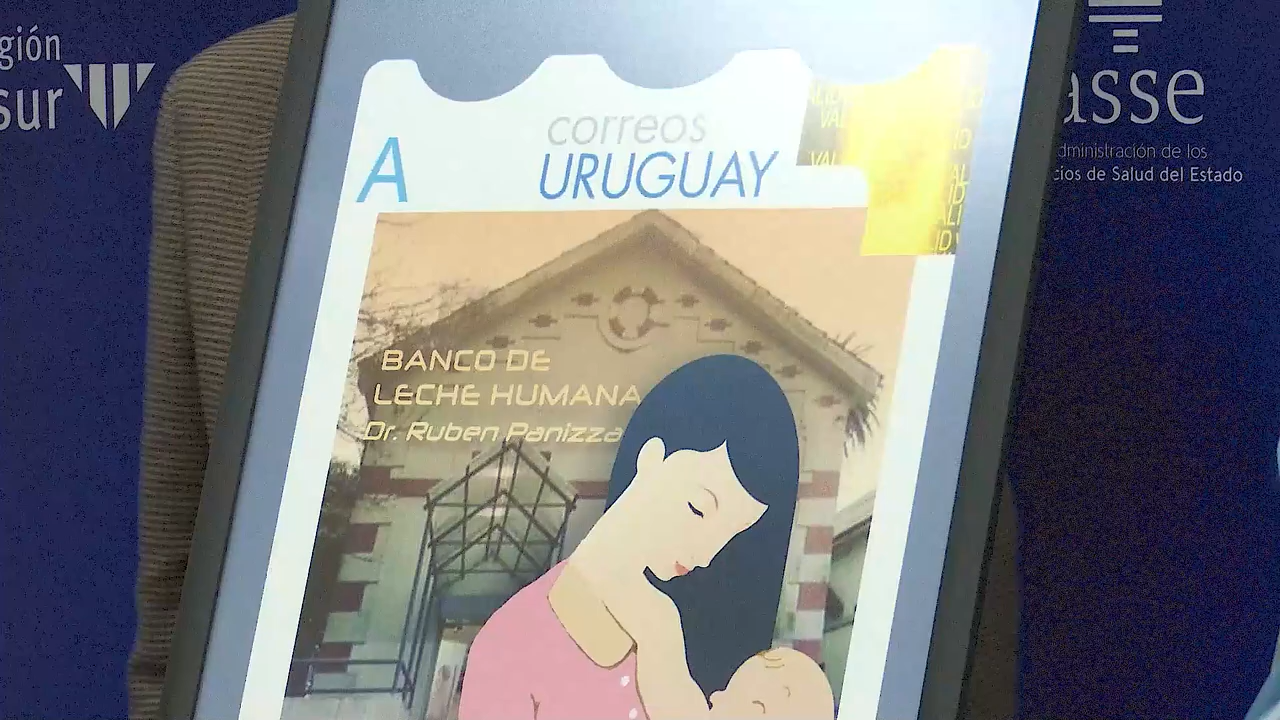 gión
sur
asse
dministración de los
cios de Salud del Estado
A
correos
URUGUAY
BANCO DE
LECHE HUMANA
Dr. Ruben Panizza